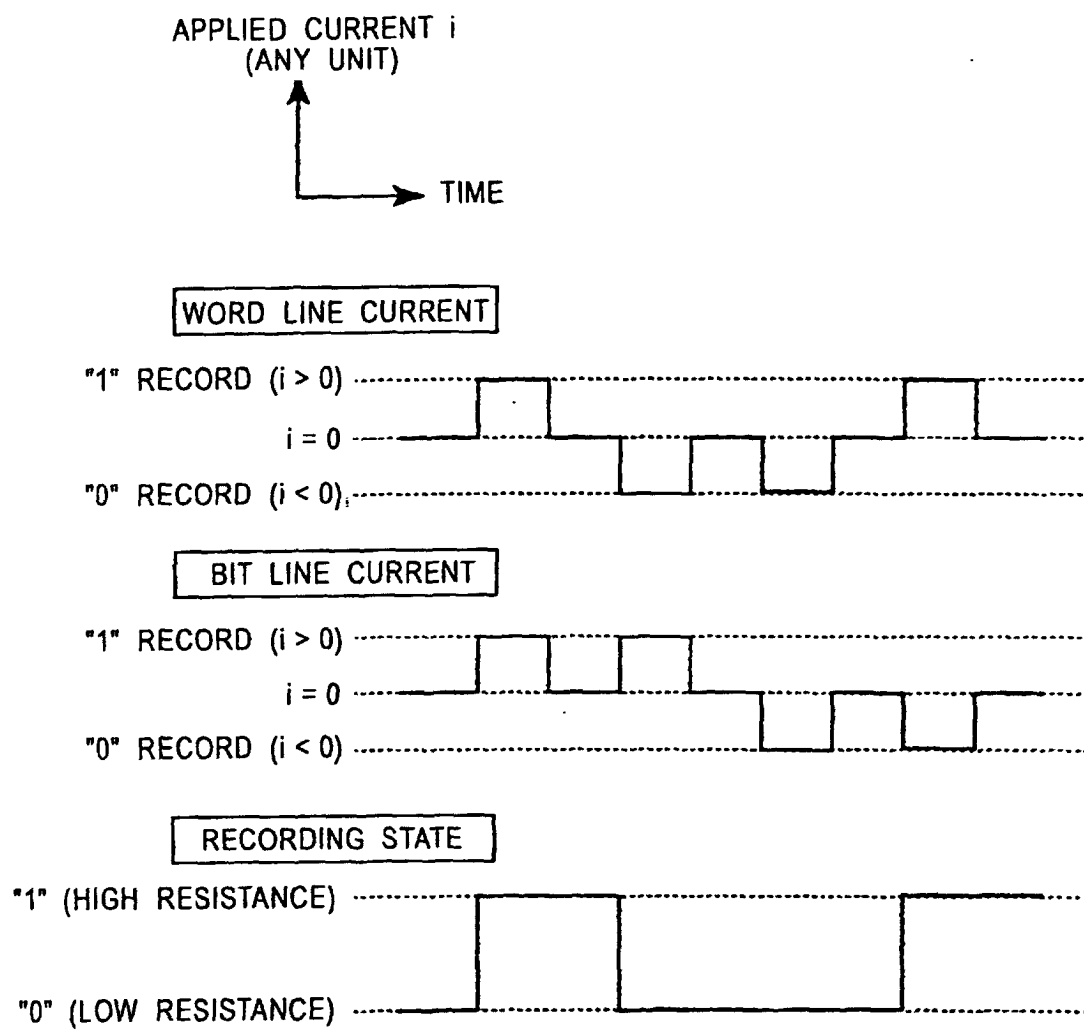 APPLIED CURRENT i
(ANY UNIT)
TIME
WORD LINE CURRENT
"1" RECORD (i > 0)
i = 0
"0" RECORD (i < 0)
BIT LINE CURRENT
"1" RECORD (i > 0)
i = 0
"0" RECORD (i < 0)
RECORDING STATE
"1" (HIGH RESISTANCE)
"0" (LOW RESISTANCE)